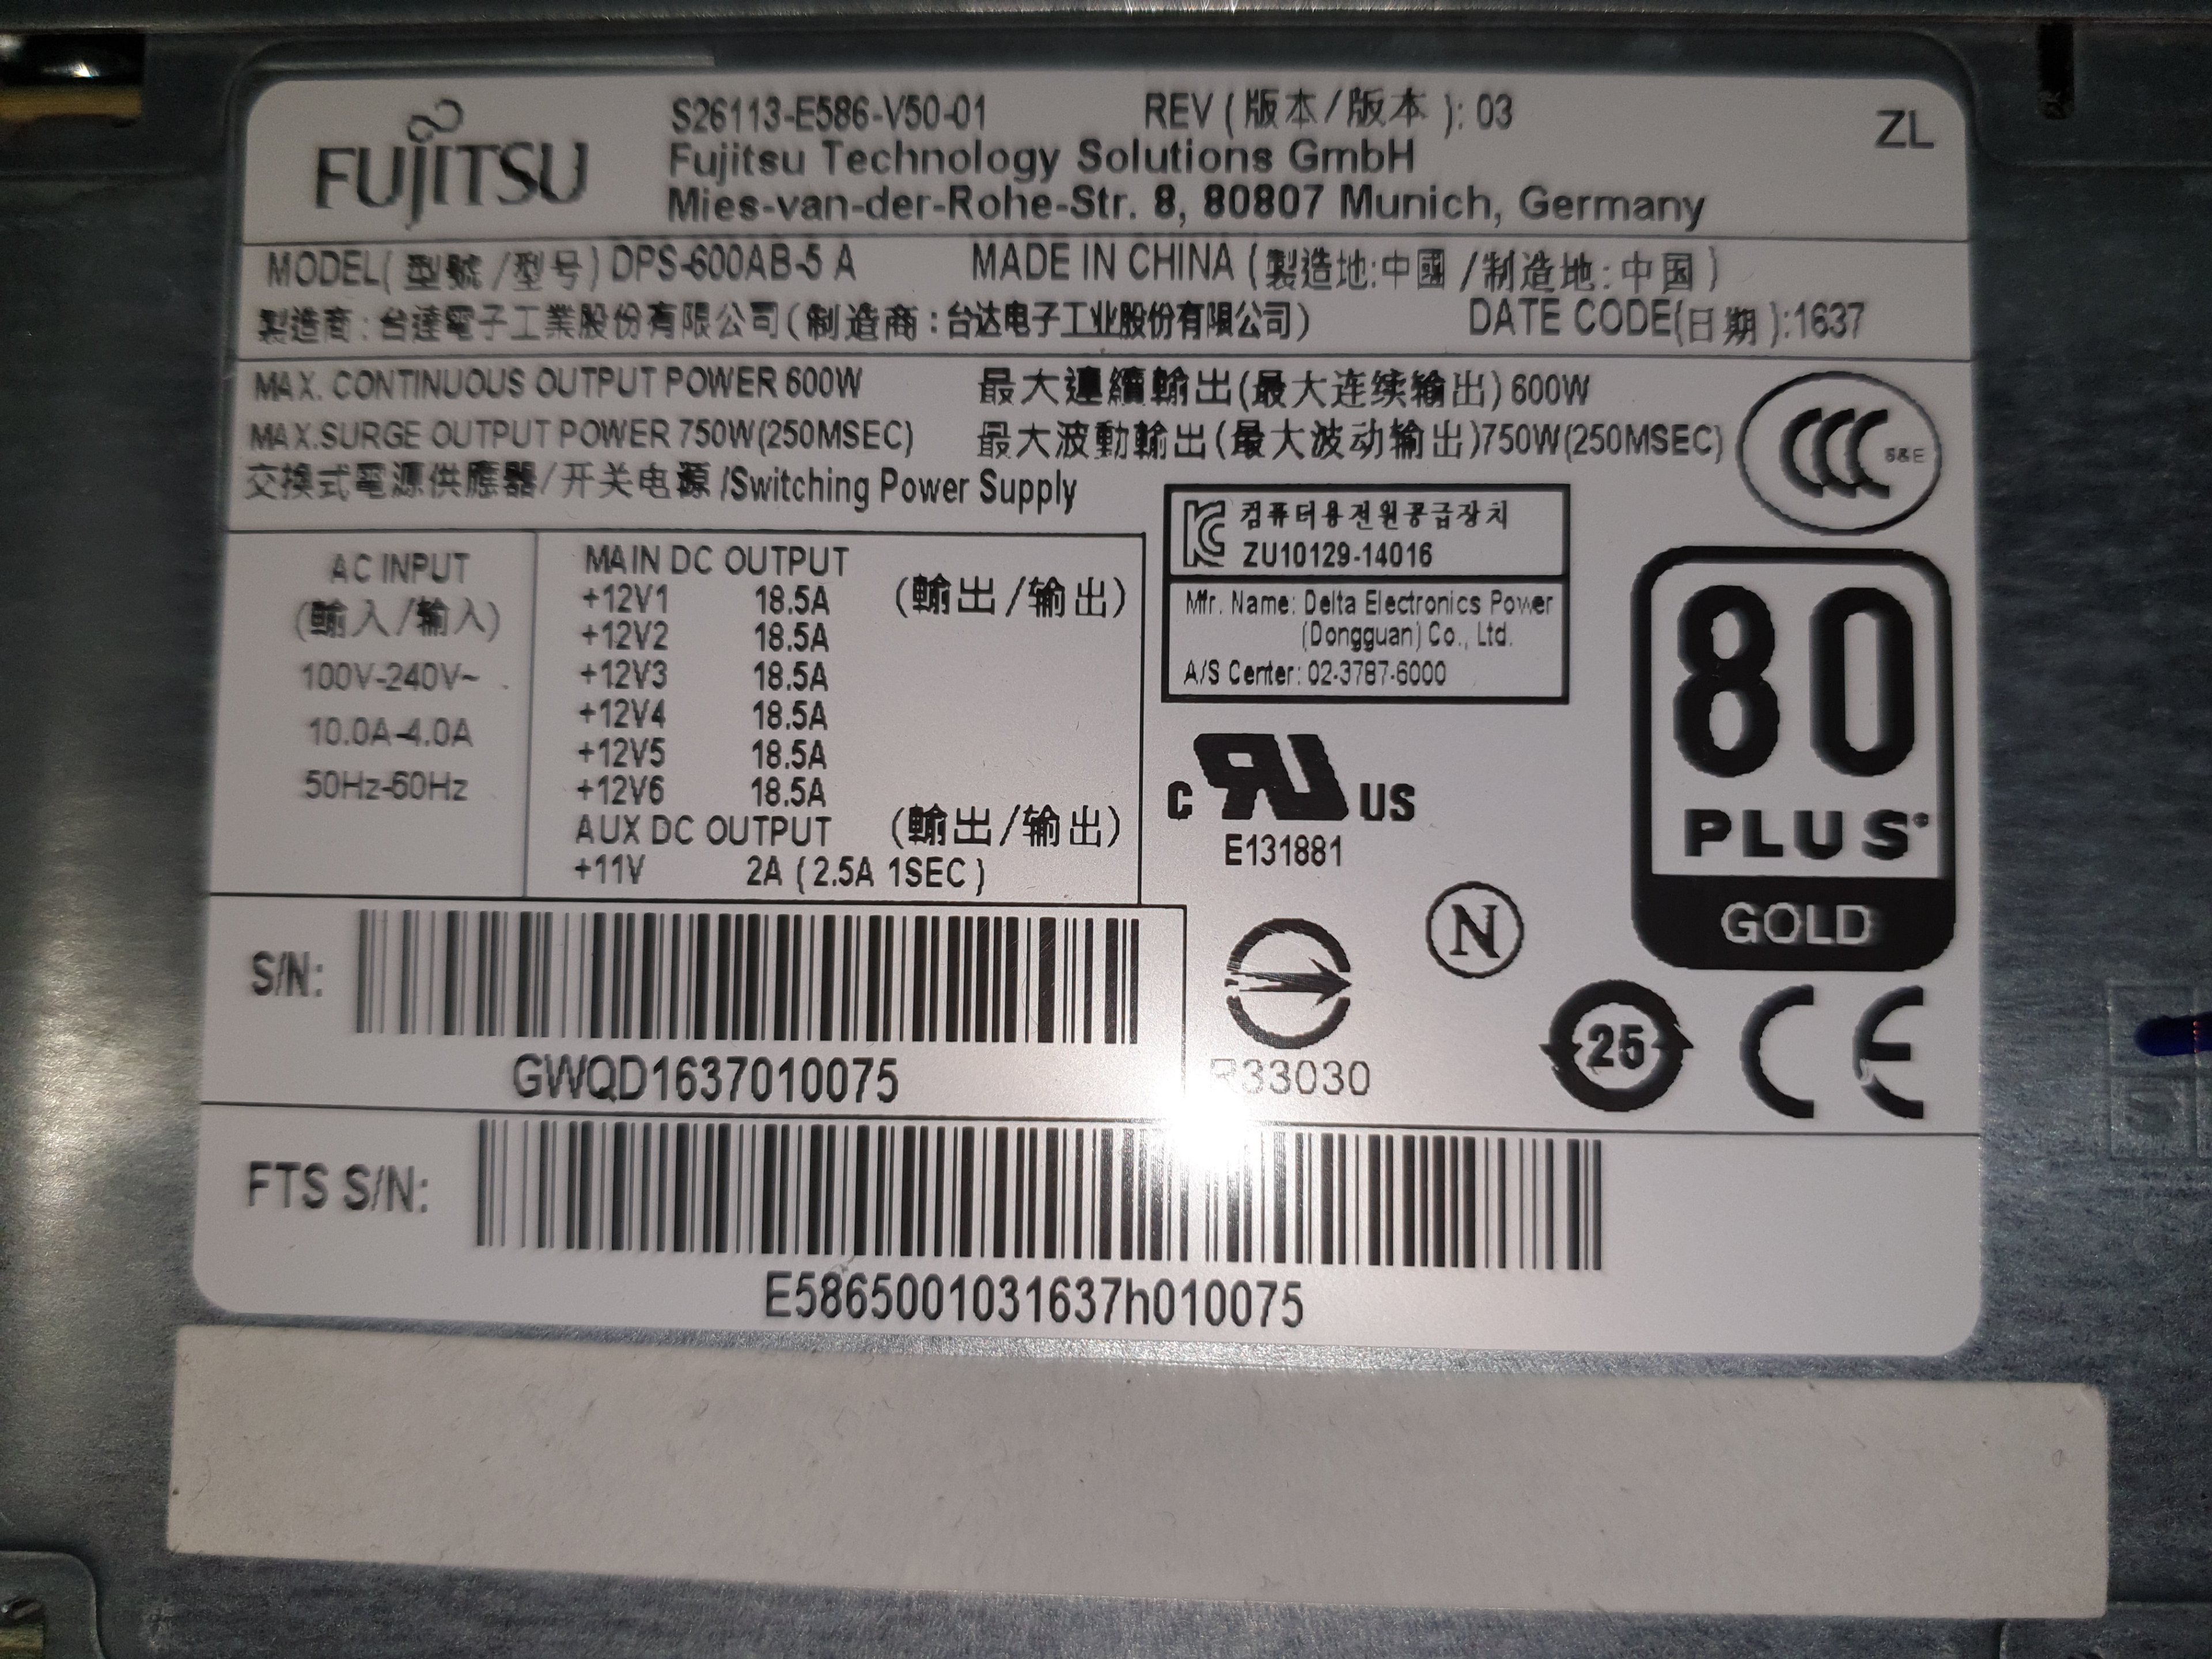 FUJITSU
S26113-E586-V50-01 REV (版本/版本): 03
ZL
Fujitsu Technology Solutions GmbH
Mies-van-der-Rohe-Str. 8, 80807 Munich, Germany
MODEL(型號/型号) DPS-600AB-5 A MADE IN CHINA (製造地:中國/制造地:中国)
製造商:台達電子工業股份有限公司(制造商:台达电子工业股份有限公司) DATE CODE(日期):1637
MAX. CONTINUOUS OUTPUT POWER 600W 最大連續輸出(最大连续输出) 600W
MAX.SURGE OUTPUT POWER 750W(250MSEC) 最大波動輸出(最大波动输出)750W(250MSEC)
交換式電源供應器/开关电源/Switching Power Supply
CCC S&E
AC INPUT
(輸入/输入)
100V-240V~
10.0A-4.0A
50Hz-60Hz
MAIN DC OUTPUT (輸出/输出)
+12V1 18.5A
+12V2 18.5A
+12V3 18.5A
+12V4 18.5A
+12V5 18.5A
+12V6 18.5A
AUX DC OUTPUT (輸出/输出)
+11V 2A (2.5A 1SEC)
컴퓨터용전원공급장치
ZU10129-14016
Mfr. Name: Delta Electronics Power
(Dongguan) Co., Ltd.
A/S Center: 02-3787-6000
C US
E131881
80
PLUS®
GOLD
N
R33030
25
CE
S/N:
GWQD1637010075
FTS S/N:
E5865001031637h010075